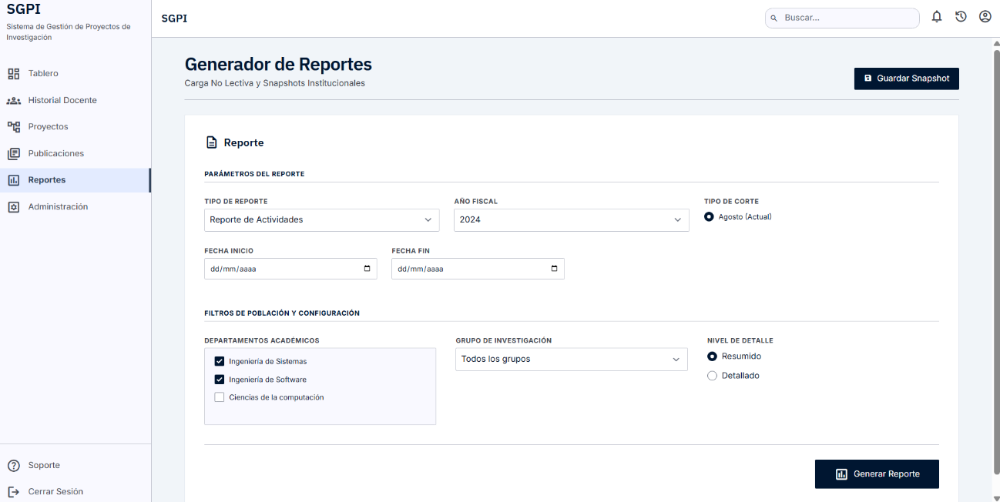 SGPI
Sistema de Gestión de Proyectos de
Investigación
Tablero
Historial Docente
Proyectos
Publicaciones
Reportes
Administración
Soporte
Cerrar Sesión
SGPI
Buscar...
Generador de Reportes
Carga No Lectiva y Snapshots Institucionales
Guardar Snapshot
Reporte
PARÁMETROS DEL REPORTE
TIPO DE REPORTE
Reporte de Actividades
AÑO FISCAL
2024
TIPO DE CORTE
Agosto (Actual)
FECHA INICIO
dd/mm/aaaa
FECHA FIN
dd/mm/aaaa
FILTROS DE POBLACIÓN Y CONFIGURACIÓN
DEPARTAMENTOS ACADÉMICOS
Ingeniería de Sistemas
Ingeniería de Software
Ciencias de la computación
GRUPO DE INVESTIGACIÓN
Todos los grupos
NIVEL DE DETALLE
Resumido
Detallado
Generar Reporte